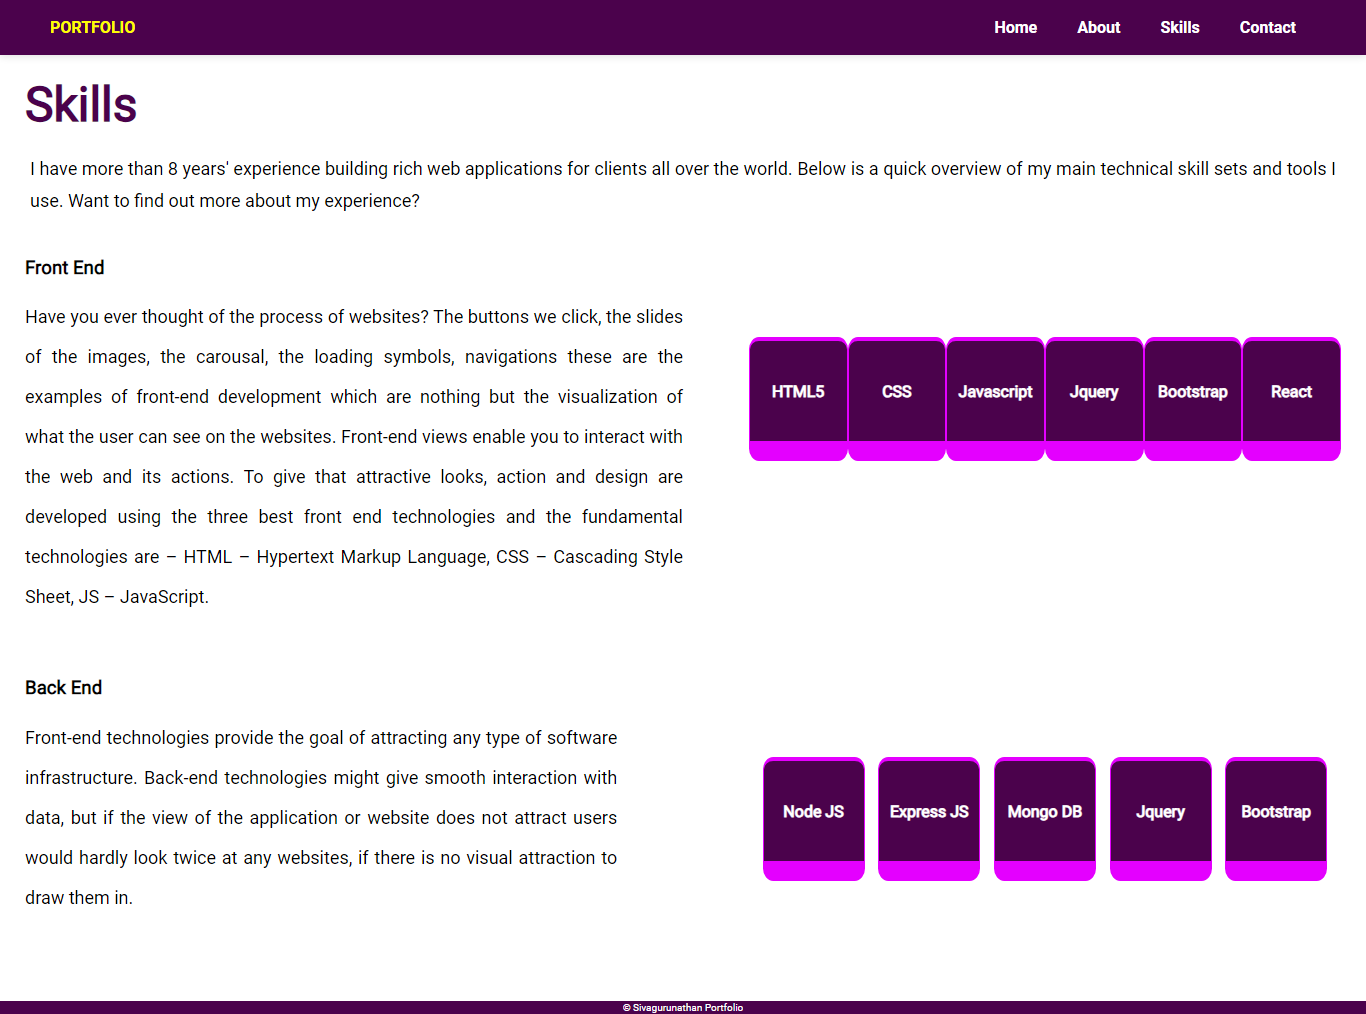 PORTFOLIO
Home About Skills Contact
Skills
I have more than 8 years' experience building rich web applications for clients all over the world. Below is a quick overview of my main technical skill sets and tools I
use. Want to find out more about my experience?
Front End
Have you ever thought of the process of websites? The buttons we click, the slides
of the images, the carousal, the loading symbols, navigations these are the
examples of front-end development which are nothing but the visualization of
what the user can see on the websites. Front-end views enable you to interact with
the web and its actions. To give that attractive looks, action and design are
developed using the three best front end technologies and the fundamental
technologies are – HTML – Hypertext Markup Language, CSS – Cascading Style
Sheet, JS – JavaScript.
HTML5 CSS Javascript Jquery Bootstrap React
Back End
Front-end technologies provide the goal of attracting any type of software
infrastructure. Back-end technologies might give smooth interaction with
data, but if the view of the application or website does not attract users
would hardly look twice at any websites, if there is no visual attraction to
draw them in.
Node JS Express JS Mongo DB Jquery Bootstrap
© Sivagurunathan Portfolio